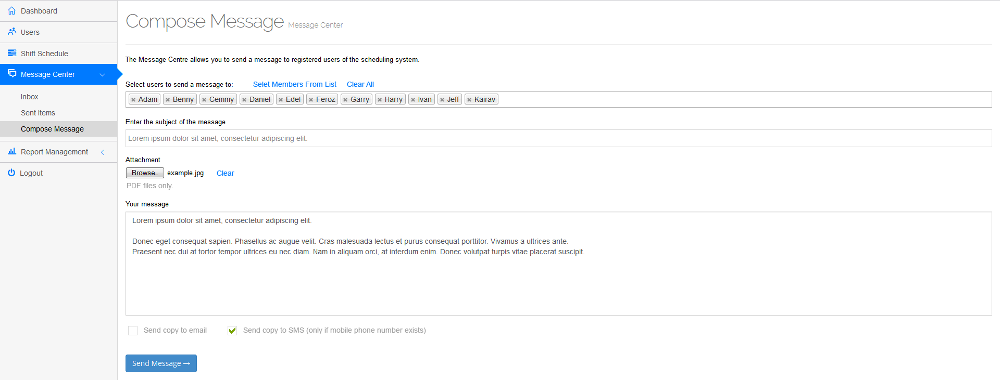 Dashboard
Users
Shift Schedule
Message Center
Inbox
Sent Items
Compose Message
Report Management
Logout
Compose Message Message Center
The Message Centre allows you to send a message to registered users of the scheduling system.
Select users to send a message to: Selet Members From List Clear All
Adam Benny Cemmy Daniel Edel Feroz Garry Harry Ivan Jeff Kairav
Enter the subject of the message
Lorem ipsum dolor sit amet, consectetur adipiscing elit.
Attachment
Browse.. example.jpg Clear
PDF files only.
Your message
Lorem ipsum dolor sit amet, consectetur adipiscing elit.
Donec eget consequat sapien. Phasellus ac augue velit. Cras malesuada lectus et purus consequat porttitor. Vivamus a ultrices ante.
Praesent nec dui at tortor tempor ultrices eu nec diam. Nam in aliquam orci, at interdum enim. Donec volutpat turpis vitae placerat suscipit.
Send copy to email Send copy to SMS (only if mobile phone number exists)
Send Message →